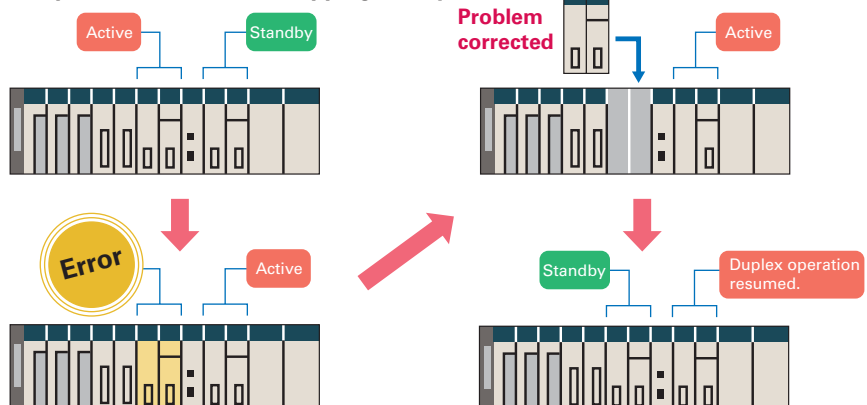 Active
Standby
Error
Active
Problem
corrected
Active
Standby
Duplex operation
resumed.